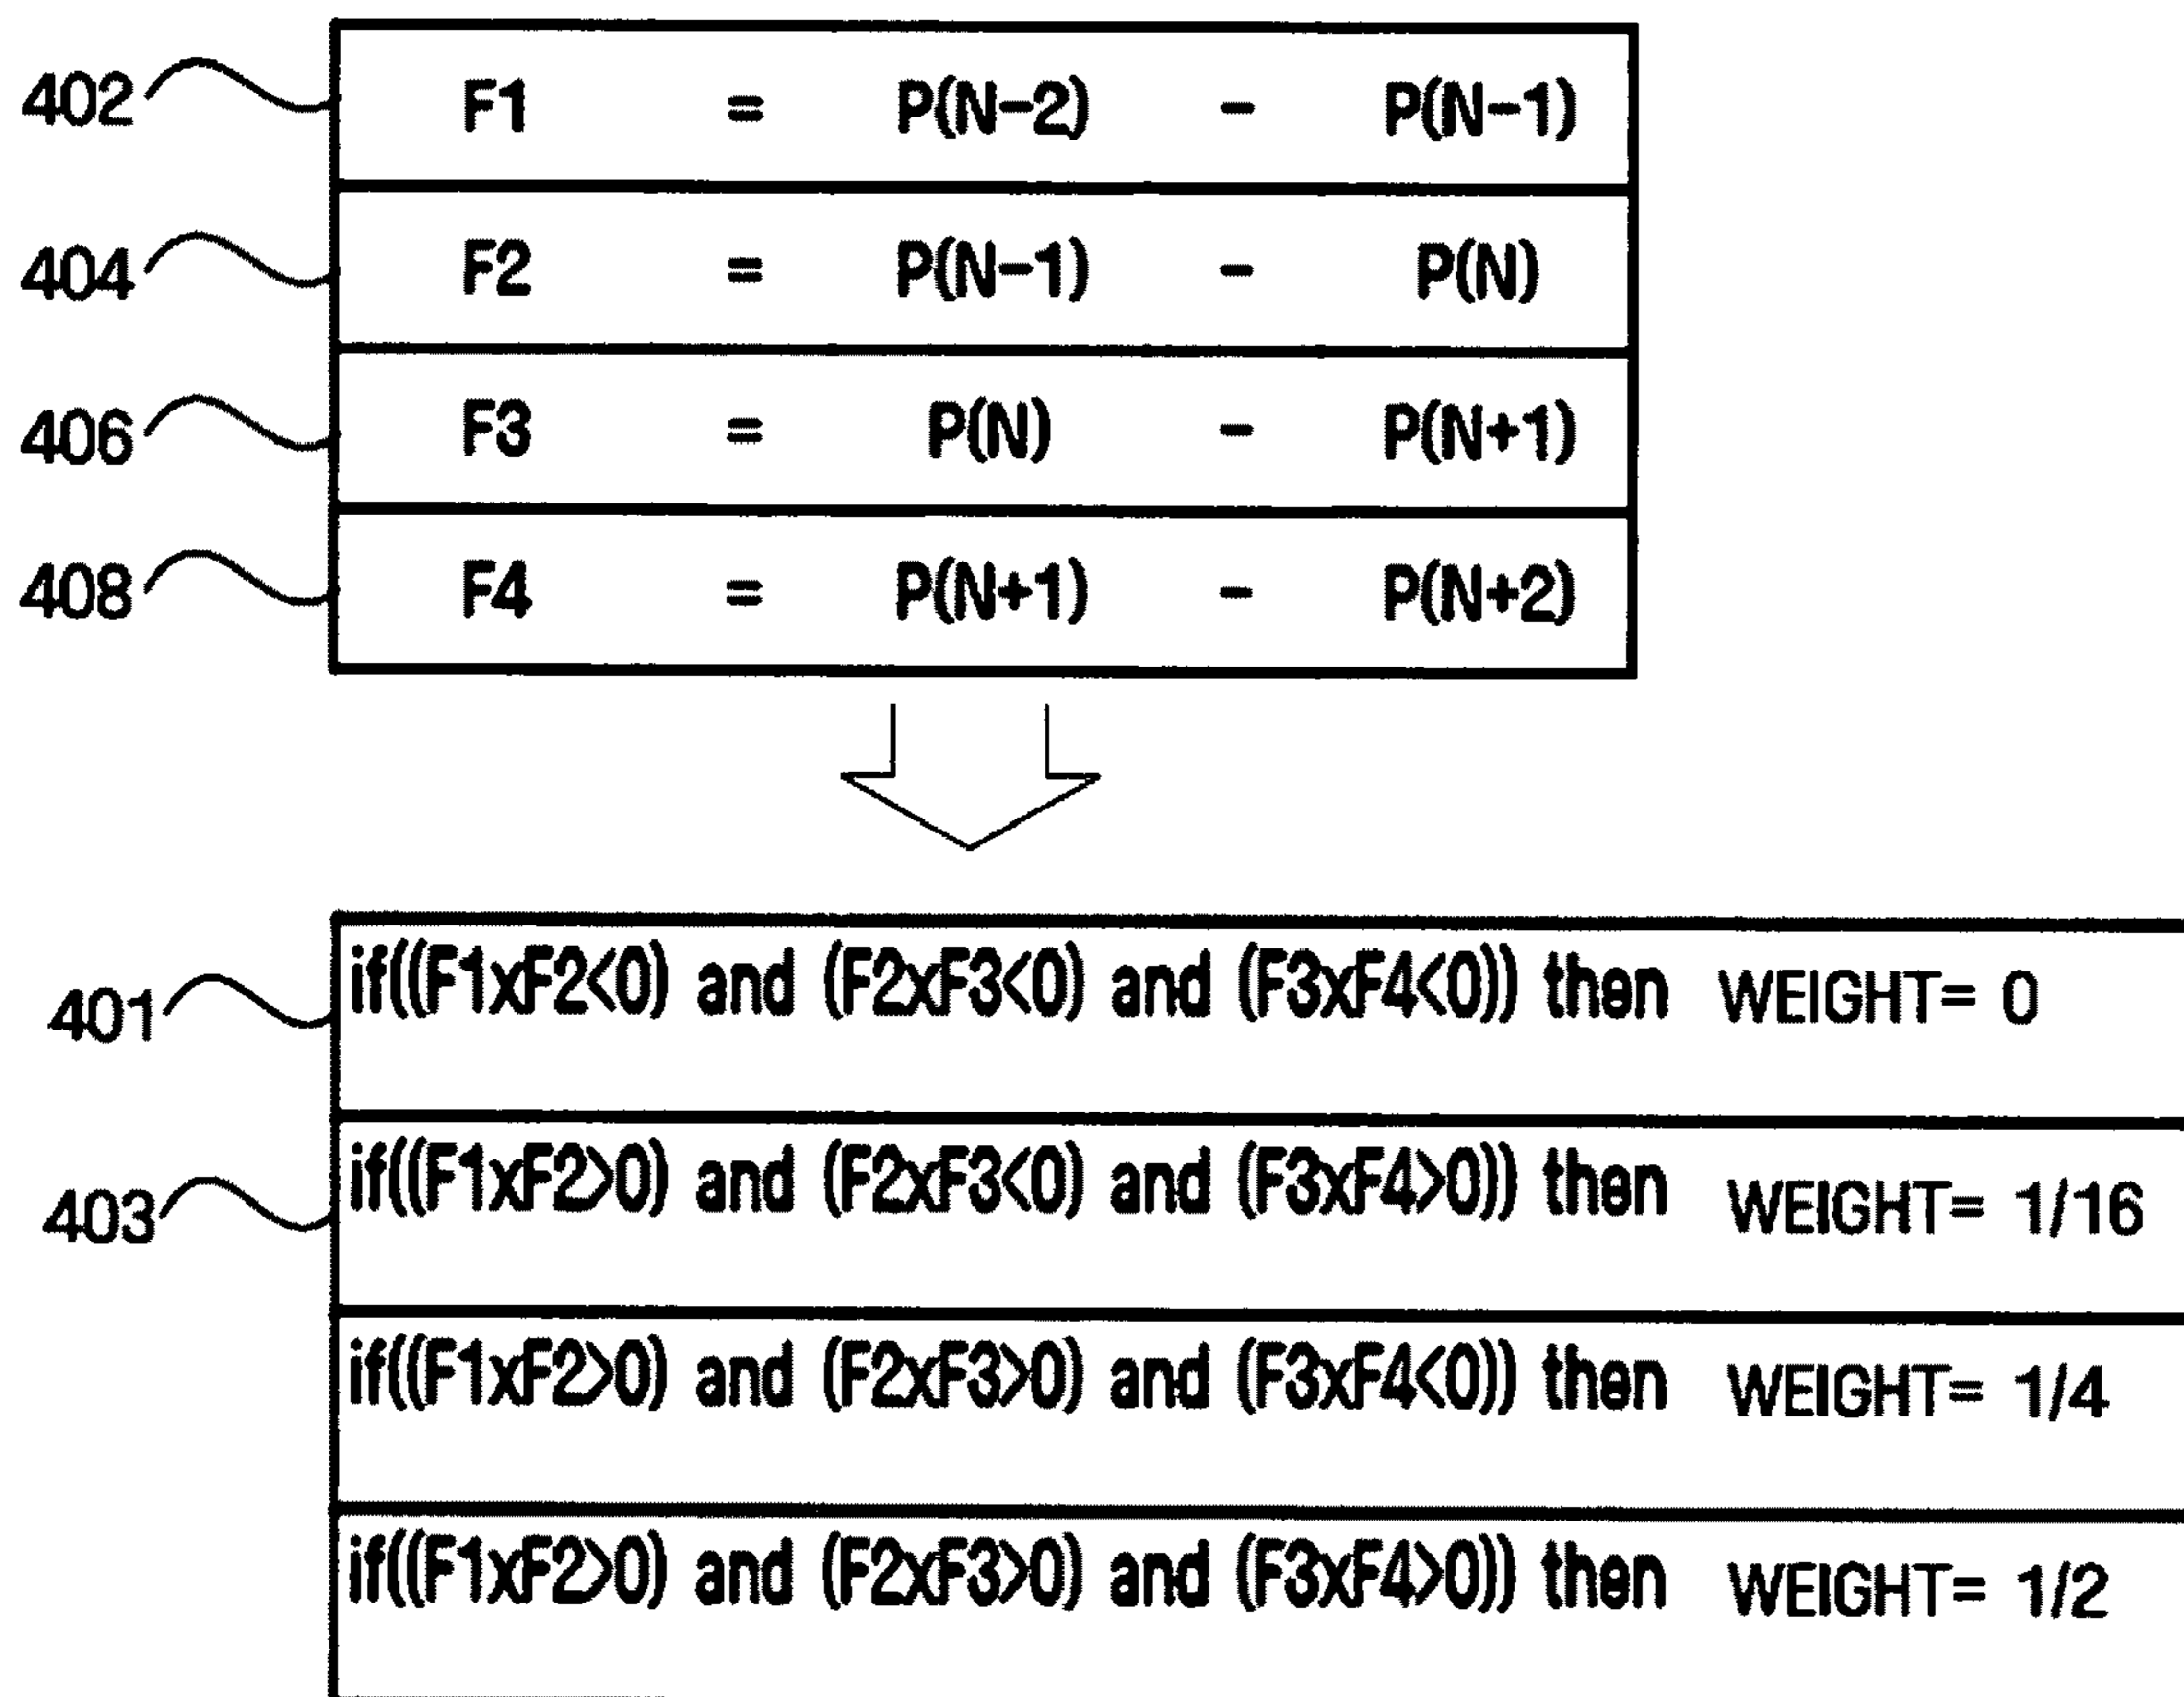 402 F1 = P(N-2) - P(N-1)
404 F2 = P(N-1) - P(N)
406 F3 = P(N) - P(N+1)
408 F4 = P(N+1) - P(N+2)
401 if((F1xF2<0) and (F2xF3<0) and (F3xF4<0)) then WEIGHT= 0
403 if((F1xF2>0) and (F2xF3<0) and (F3xF4>0)) then WEIGHT= 1/16
if((F1xF2>0) and (F2xF3>0) and (F3xF4<0)) then WEIGHT= 1/4
if((F1xF2>0) and (F2xF3>0) and (F3xF4>0)) then WEIGHT= 1/2